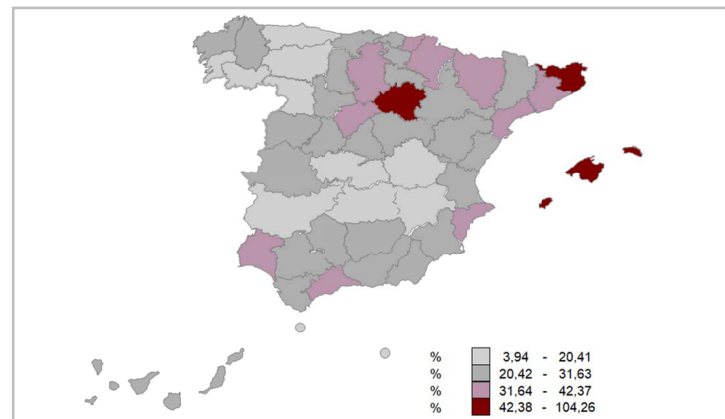 % 3,94 - 20,41
% 20,42 - 31,63
% 31,64 - 42,37
% 42,38 - 104,26